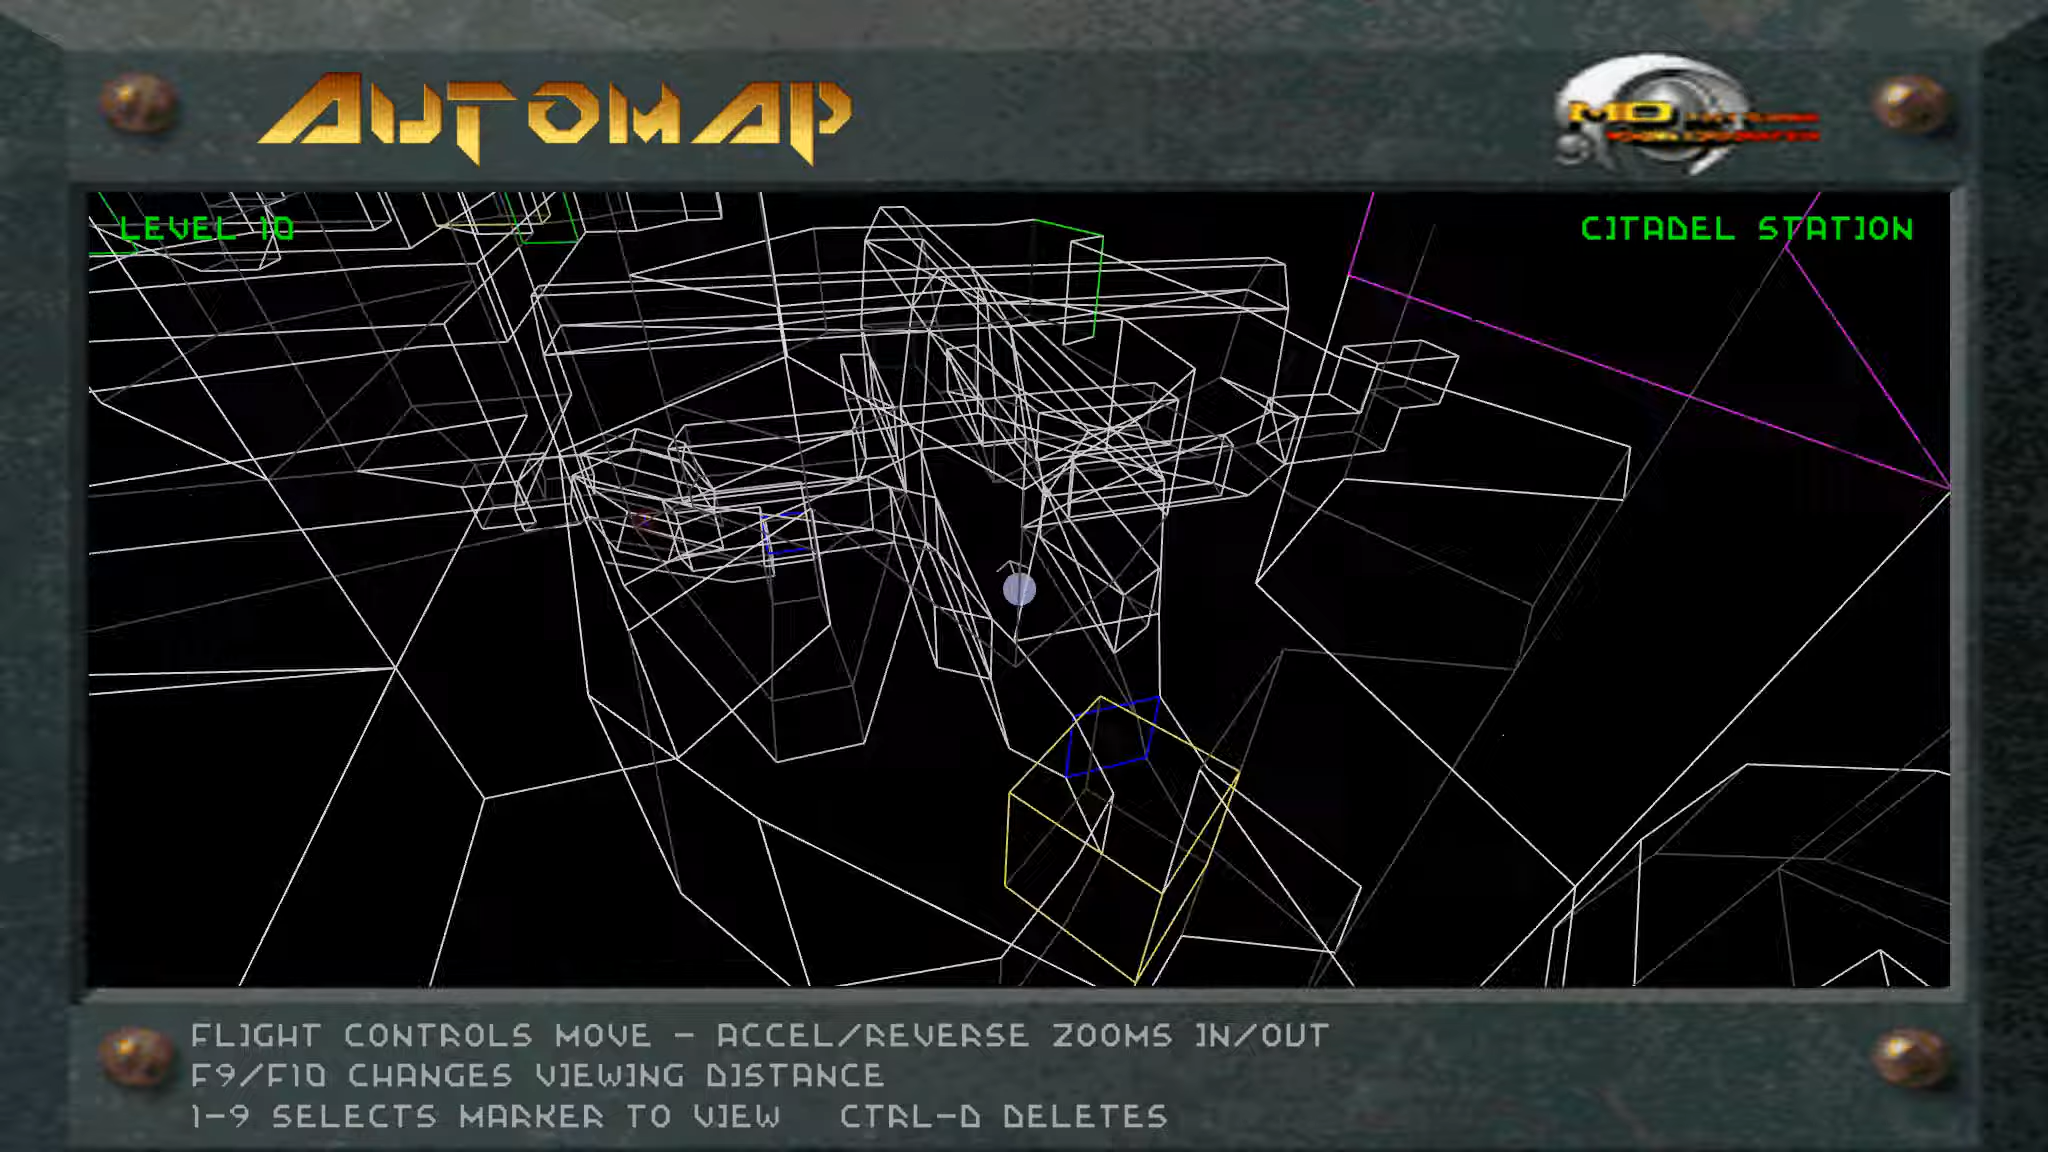 AUTOMAP
MD
LEVEL 10
CITADEL STATION
FLIGHT CONTROLS MOVE - ACCEL/REVERSE ZOOMS IN/OUT
F9/F10 CHANGES VIEWING DISTANCE
1-9 SELECTS MARKER TO VIEW CTRL-D DELETES